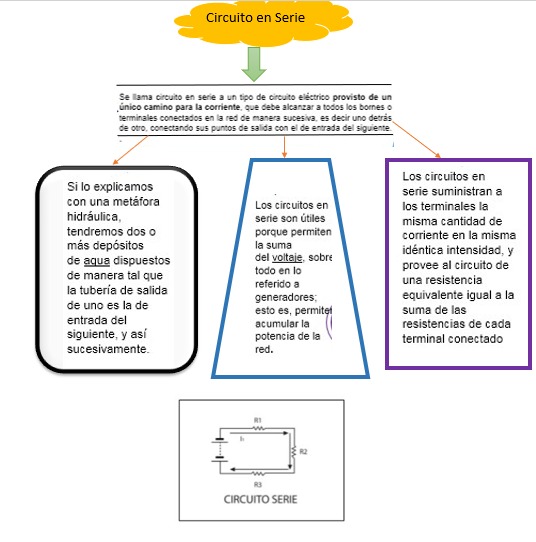 Circuito en Serie
Se llama circuito en serie a un tipo de circuito eléctrico provisto de un
único camino para la corriente, que debe alcanzar a todos los bornes o
terminales conectados en la red de manera sucesiva, es decir uno detrás
de otro, conectando sus puntos de salida con el de entrada del siguiente.
Si lo explicamos
con una metáfora
hidráulica,
tendremos dos o
más depósitos
de agua dispuestos
de manera tal que
la tubería de salida
de uno es la de
entrada del
siguiente, y así
sucesivamente.
Los circuitos en
serie son útiles
porque permiten
la suma
del voltaje, sobre
todo en lo
referido a
generadores;
esto es, permite
acumular la
potencia de la
red.
Los circuitos en
serie suministran a
los terminales la
misma cantidad de
corriente en la misma
idéntica intensidad, y
provee al circuito de
una resistencia
equivalente igual a la
suma de las
resistencias de cada
terminal conectado
R1
R2
R3
CIRCUITO SERIE